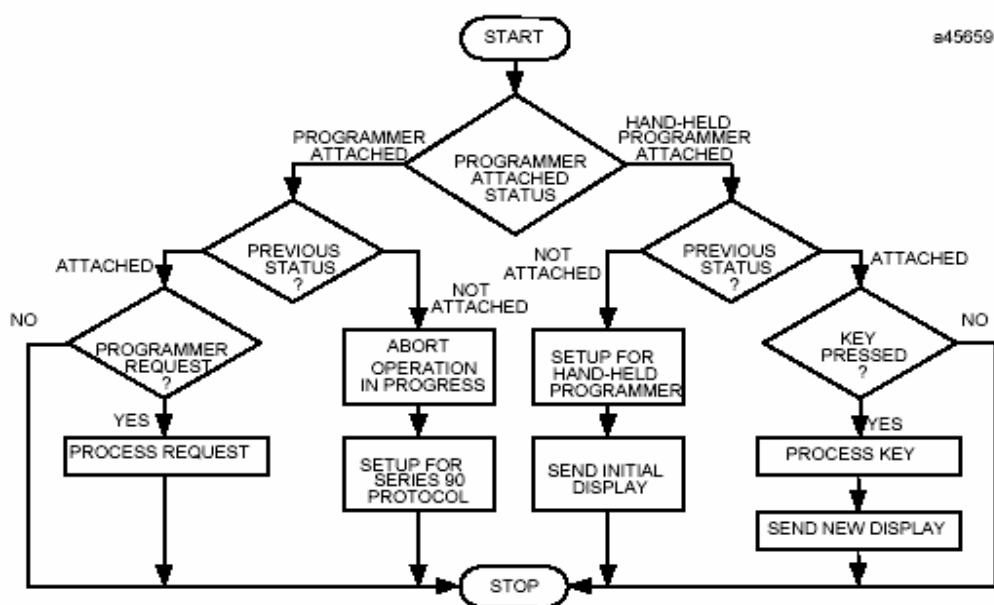 START
a45659
PROGRAMMER
ATTACHED
HAND-HELD
PROGRAMMER
ATTACHED
PROGRAMMER
ATTACHED
STATUS
PREVIOUS
STATUS
?
PREVIOUS
STATUS
?
ATTACHED
NOT
ATTACHED
NOT
ATTACHED
ATTACHED
NO
PROGRAMMER
REQUEST
?
ABORT
OPERATION
IN PROGRESS
SETUP FOR
HAND-HELD
PROGRAMMER
KEY
PRESSED
?
NO
YES
YES
PROCESS REQUEST
SETUP FOR
SERIES 90
PROTOCOL
SEND INITIAL
DISPLAY
PROCESS KEY
SEND NEW DISPLAY
STOP